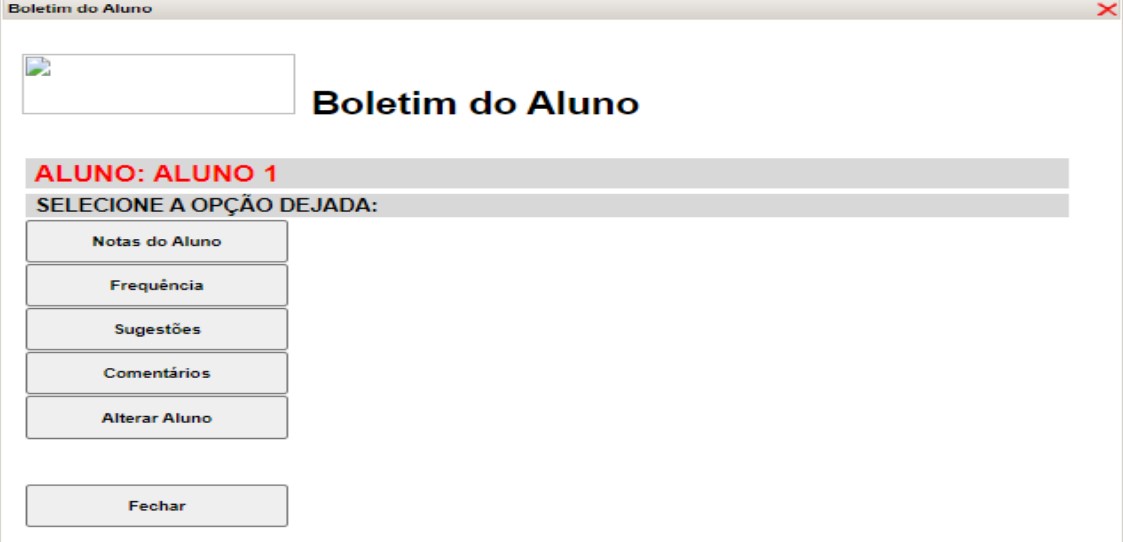 Boletim do Aluno
Boletim do Aluno
ALUNO: ALUNO 1
SELECIONE A OPÇÃO DEJADA:
Notas do Aluno
Frequência
Sugestões
Comentários
Alterar Aluno
Fechar